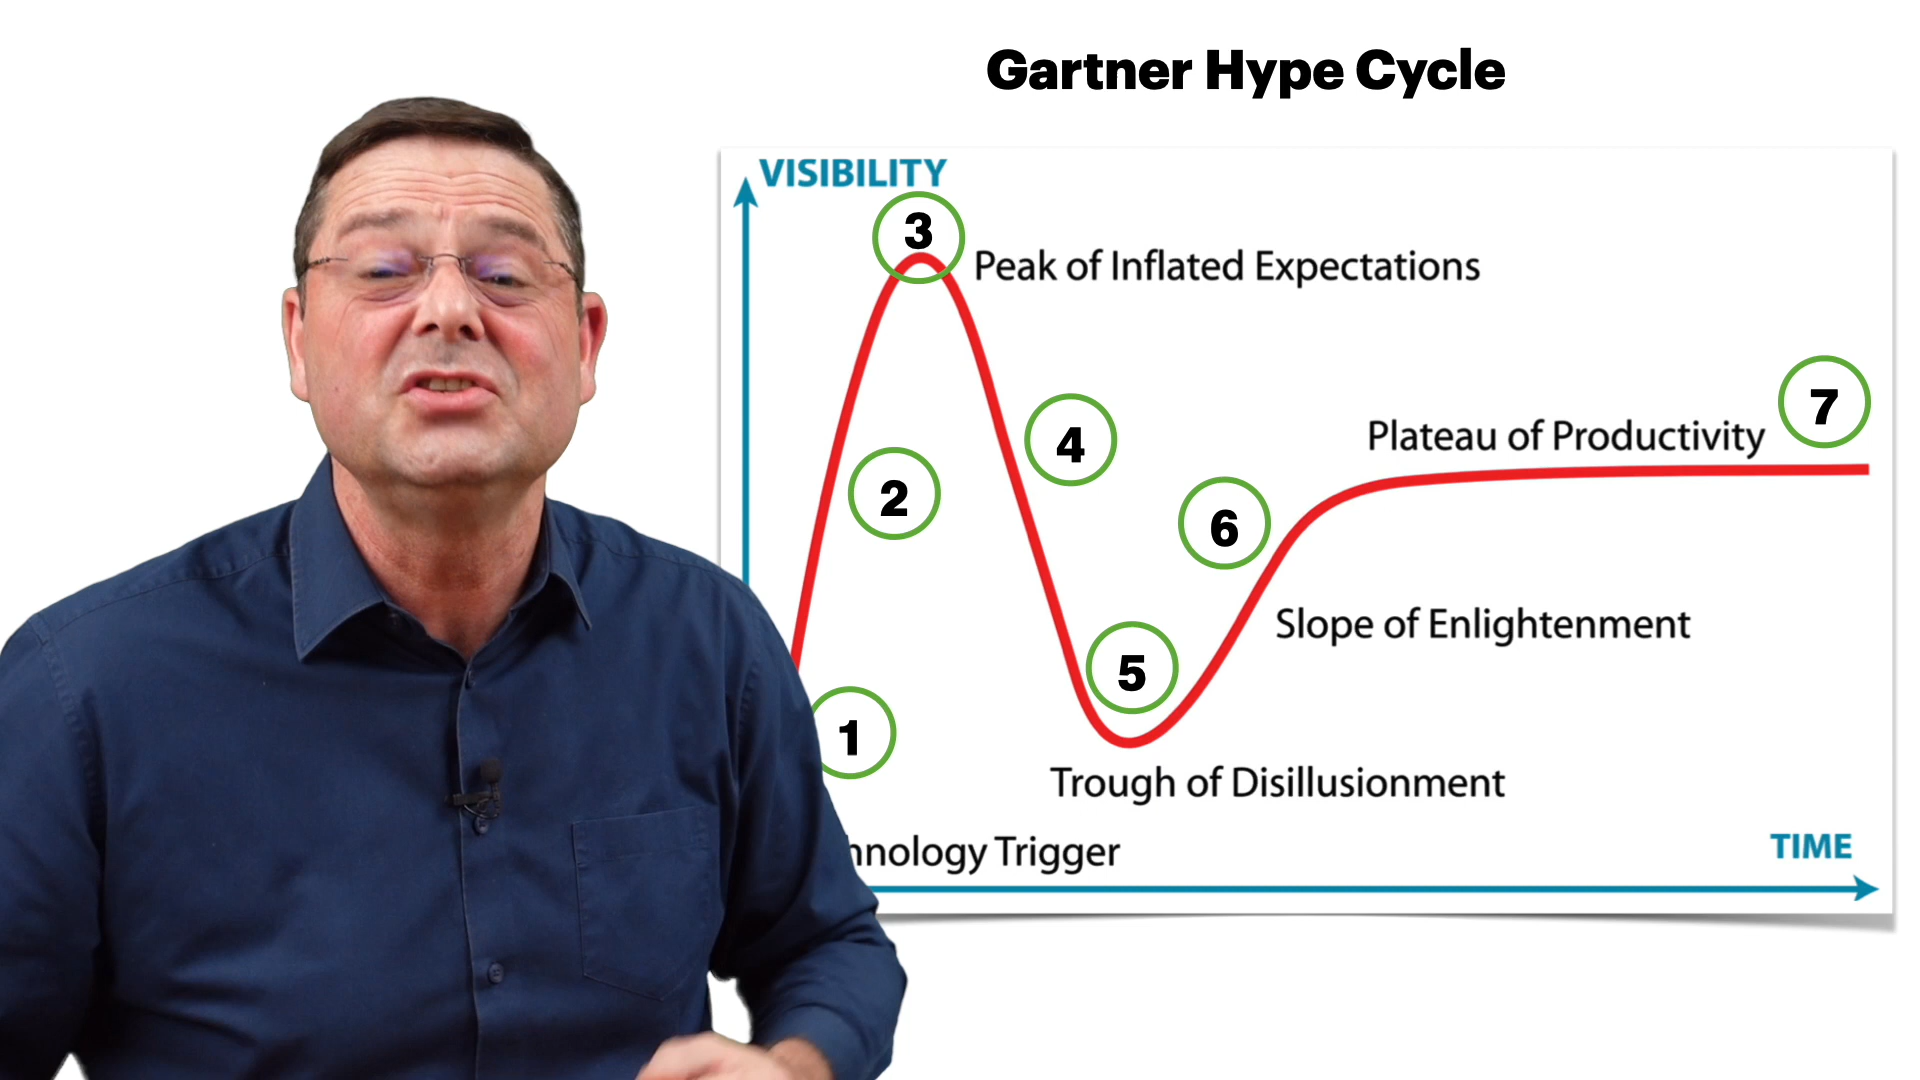 Gartner Hype Cycle
VISIBILITY
3
Peak of Inflated Expectations
7
4
Plateau of Productivity
2
6
Slope of Enlightenment
5
1
Trough of Disillusionment
hnology Trigger
TIME